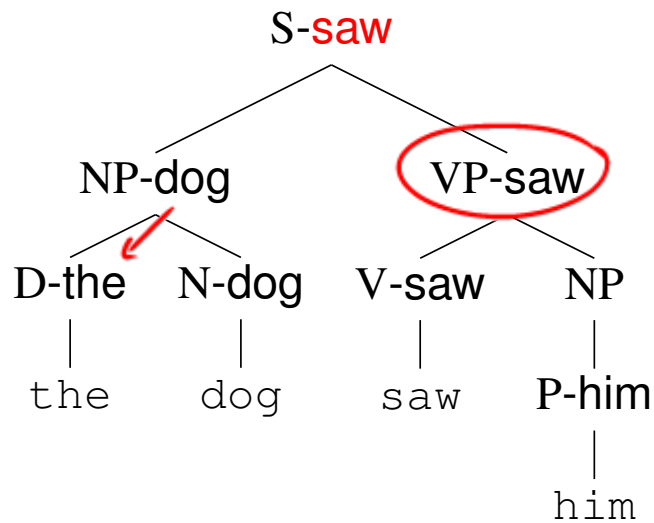 S-saw
NP-dog VP-saw
D-the N-dog V-saw NP
the dog saw P-him
him